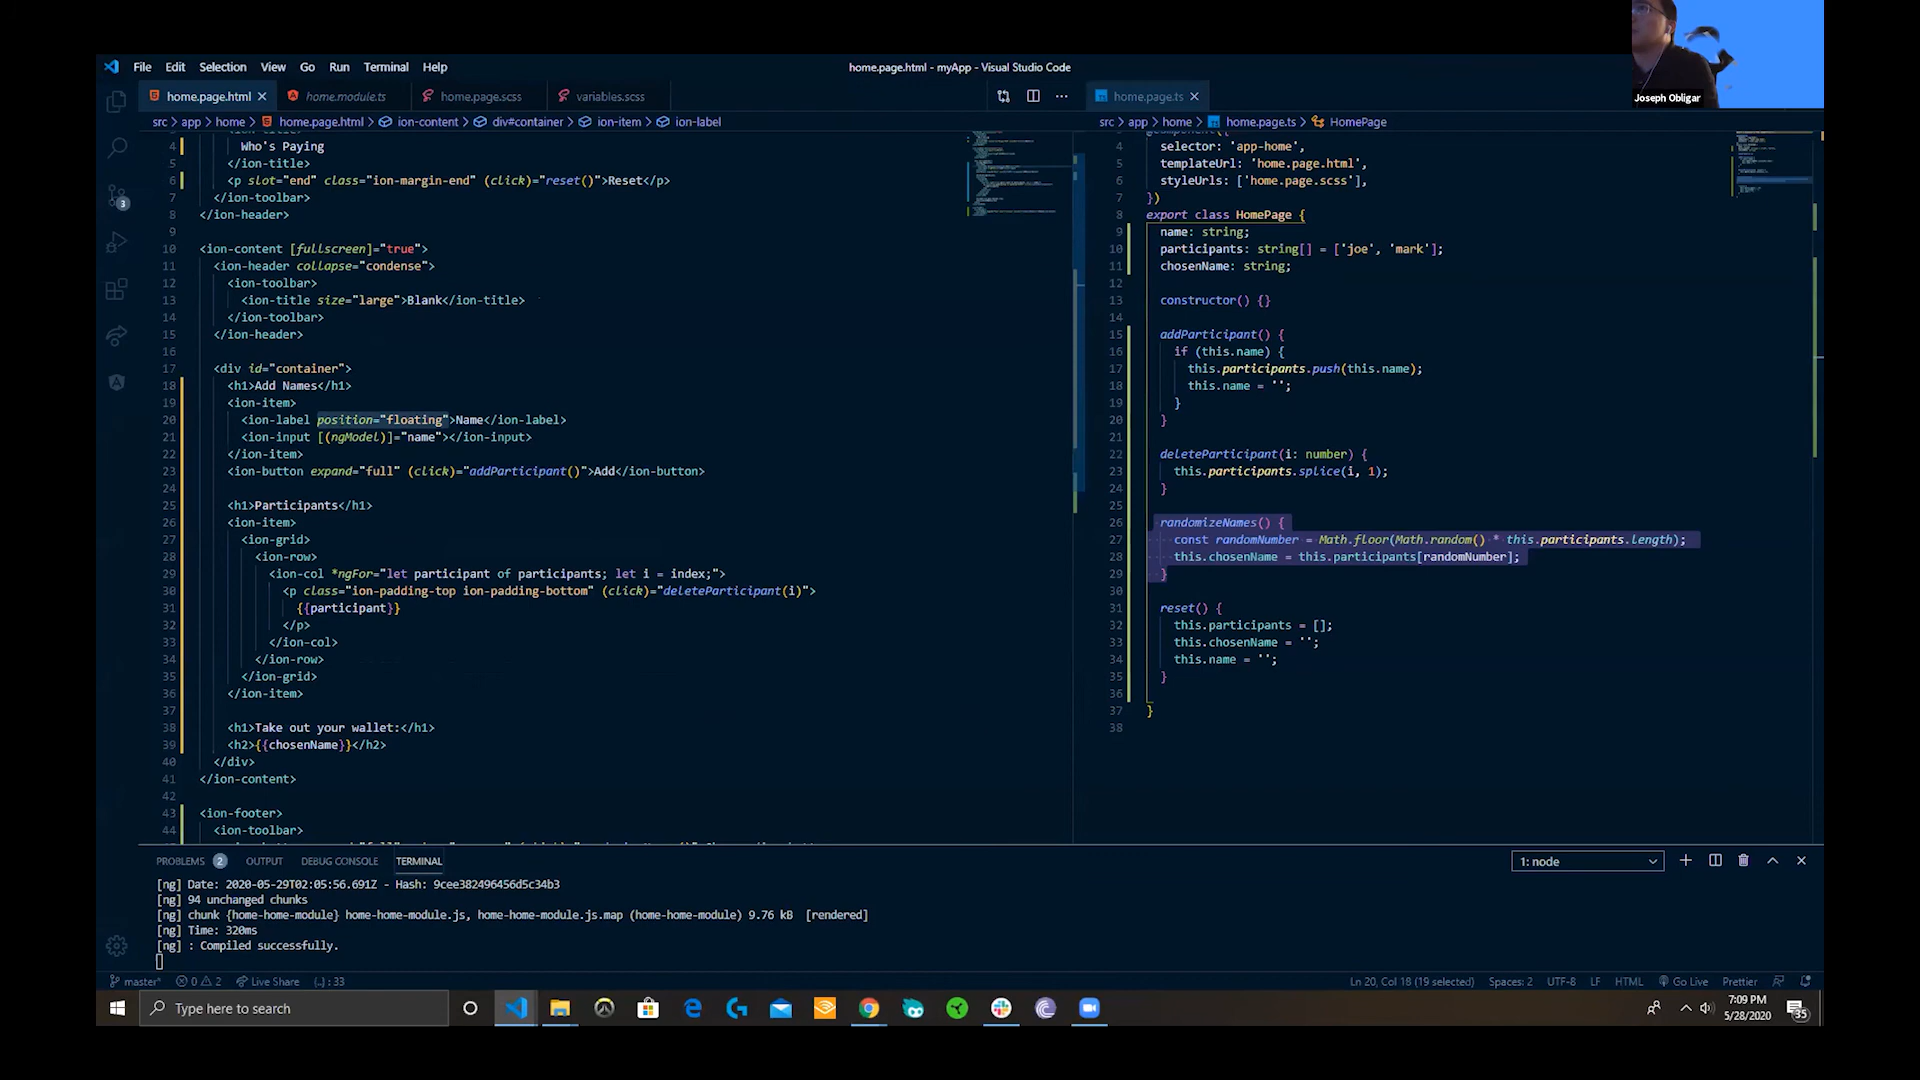 Joseph Obligar
File Edit Selection View Go Run Terminal Help
home.page.html - myApp - Visual Studio Code
home.page.html home.module.ts home.page.scss variables.scss
home.page.ts
src > app > home > home.page.html > ion-content > div#container > ion-item > ion-label
4 Who's Paying
5 </ion-title>
6 <p slot="end" class="ion-margin-end" (click)="reset()">Reset</p>
7 </ion-toolbar>
8 </ion-header>
9
10 <ion-content [fullscreen]="true">
11 <ion-header collapse="condense">
12 <ion-toolbar>
13 <ion-title size="large">Blank</ion-title>
14 </ion-toolbar>
15 </ion-header>
16
17 <div id="container">
18 <h1>Add Names</h1>
19 <ion-item>
20 <ion-label position="floating">Name</ion-label>
21 <ion-input [(ngModel)]="name"></ion-input>
22 </ion-item>
23 <ion-button expand="full" (click)="addParticipant()">Add</ion-button>
24
25 <h1>Participants</h1>
26 <ion-item>
27 <ion-grid>
28 <ion-row>
29 <ion-col *ngFor="let participant of participants; let i = index;">
30 <p class="ion-padding-top ion-padding-bottom" (click)="deleteParticipant(i)">
31 {{participant}}
32 </p>
33 </ion-col>
34 </ion-row>
35 </ion-grid>
36 </ion-item>
37
38 <h1>Take out your wallet:</h1>
39 <h2>{{chosenName}}</h2>
40 </div>
41 </ion-content>
42
43 <ion-footer>
44 <ion-toolbar>
src > app > home > home.page.ts > HomePage
4 selector: 'app-home',
5 templateUrl: 'home.page.html',
6 styleUrls: ['home.page.scss'],
7 })
8 export class HomePage {
9 name: string;
10 participants: string[] = ['joe', 'mark'];
11 chosenName: string;
12
13 constructor() {}
14
15 addParticipant() {
16 if (this.name) {
17 this.participants.push(this.name);
18 this.name = '';
19 }
20 }
21
22 deleteParticipant(i: number) {
23 this.participants.splice(i, 1);
24 }
25
26 randomizeNames() {
27 const randomNumber = Math.floor(Math.random() * this.participants.length);
28 this.chosenName = this.participants[randomNumber];
29 }
30
31 reset() {
32 this.participants = [];
33 this.chosenName = '';
34 this.name = '';
35 }
36
37 }
38
PROBLEMS 2 OUTPUT DEBUG CONSOLE TERMINAL
1: node
[ng] Date: 2020-05-29T02:05:56.691Z - Hash: 9cee382496456d5c34b3
[ng] 94 unchanged chunks
[ng] chunk {home-home-module} home-home-module.js, home-home-module.js.map (home-home-module) 9.76 kB [rendered]
[ng] Time: 320ms
[ng] : Compiled successfully.
3
master* 0 2 Live Share {..} : 33
Ln 20, Col 18 (19 selected) Spaces: 2 UTF-8 LF HTML Go Live Prettier
Type here to search
7:09 PM
5/28/2020
35